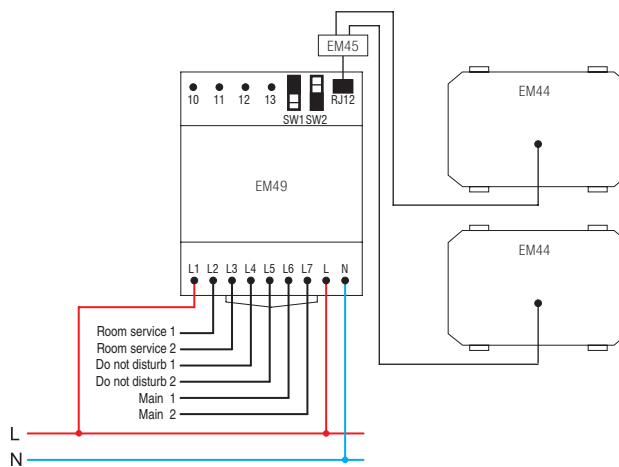 EM45
10 11 12 13 RJ12
SW1 SW2
EM44
EM49
EM44
L1 L2 L3 L4 L5 L6 L7 L N
Room service 1
Room service 2
Do not disturb 1
Do not disturb 2
Main 1
Main 2
L
N